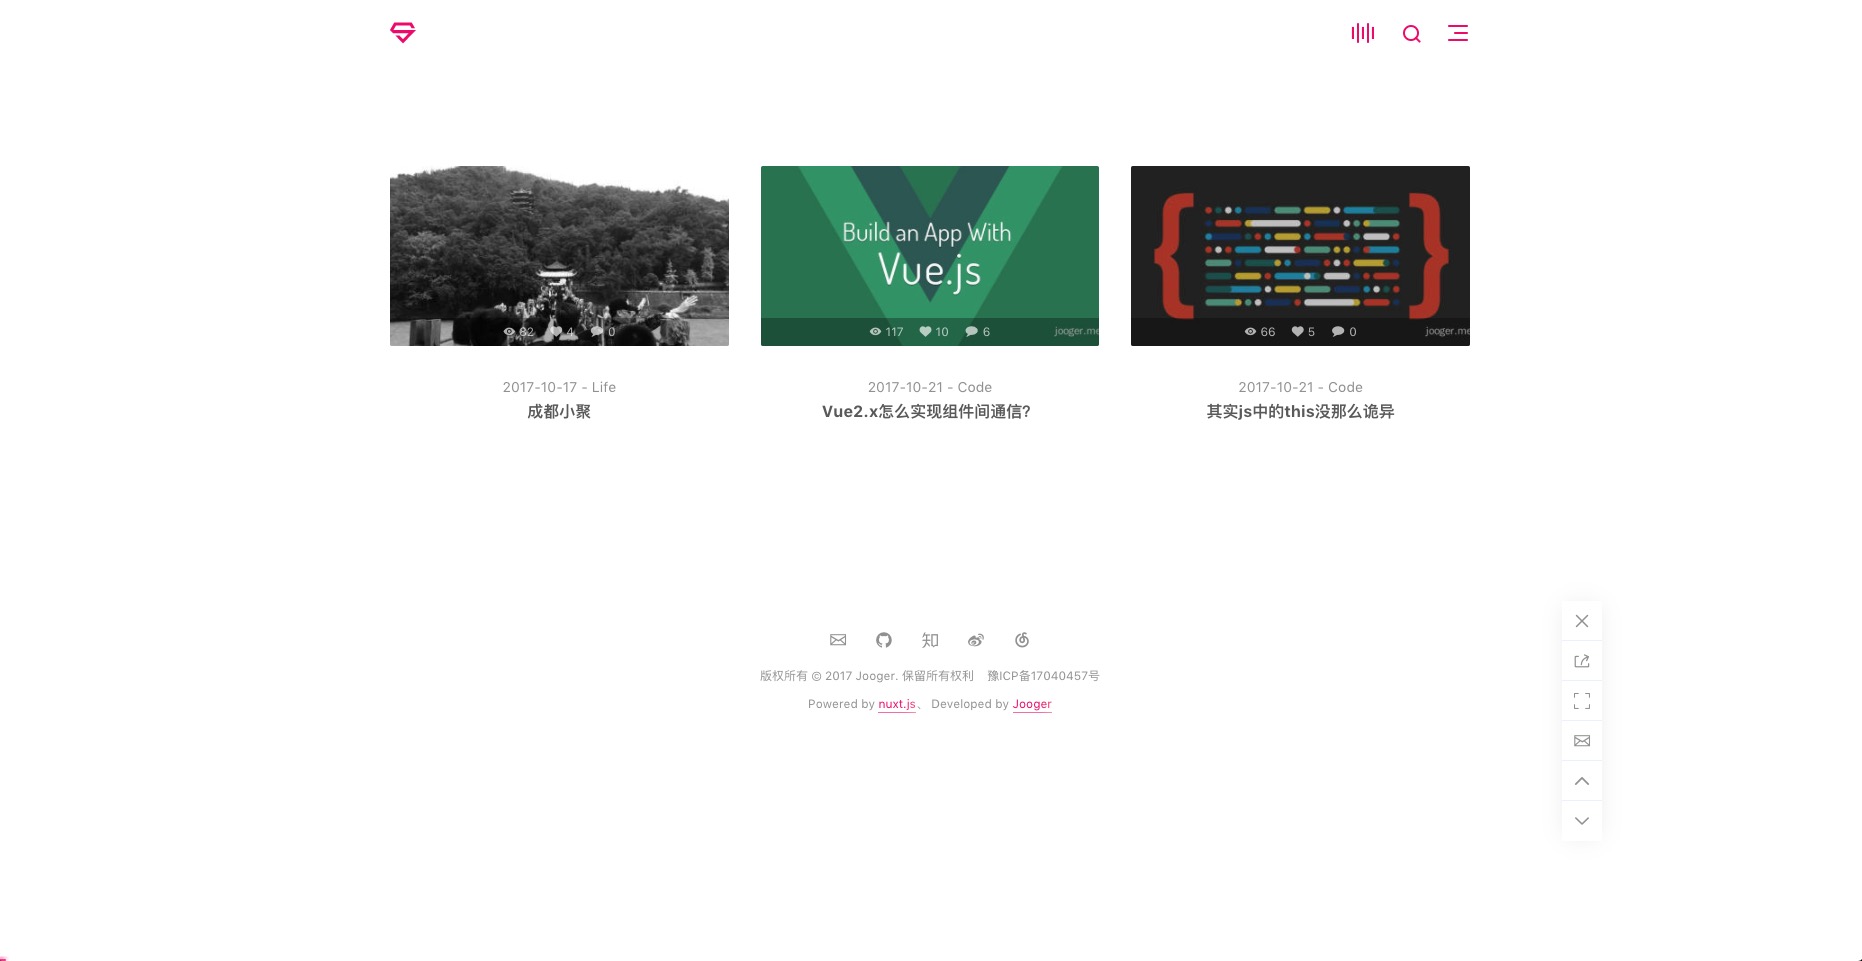 62 4 0
Build an App With
Vue.js
117 10 6
jooger.me
66 5 0
jooger.me
2017-10-17 - Life
成都小聚
2017-10-21 - Code
Vue2.x怎么实现组件间通信?
2017-10-21 - Code
其实js中的this没那么诡异
知
版权所有 © 2017 Jooger. 保留所有权利 豫ICP备17040457号
Powered by nuxt.js、 Developed by Jooger